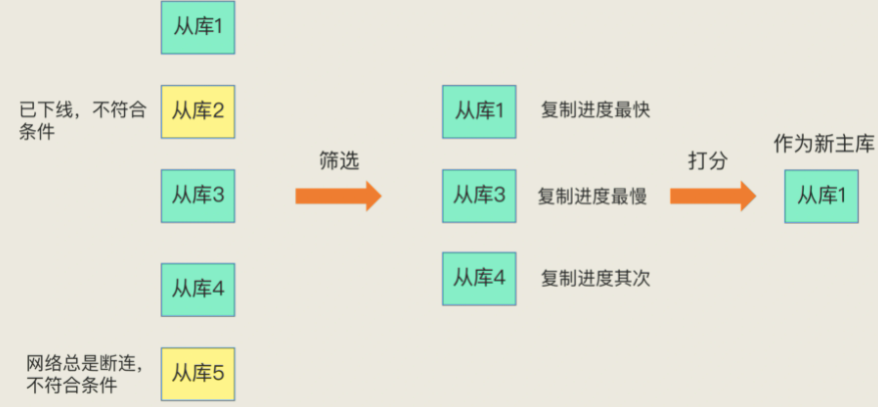 从库1
已下线，不符合
条件
从库2
从库3
从库4
网络总是断连，
不符合条件
从库5
筛选
从库1
复制进度最快
从库3
复制进度最慢
从库4
复制进度其次
打分
作为新主库
从库1